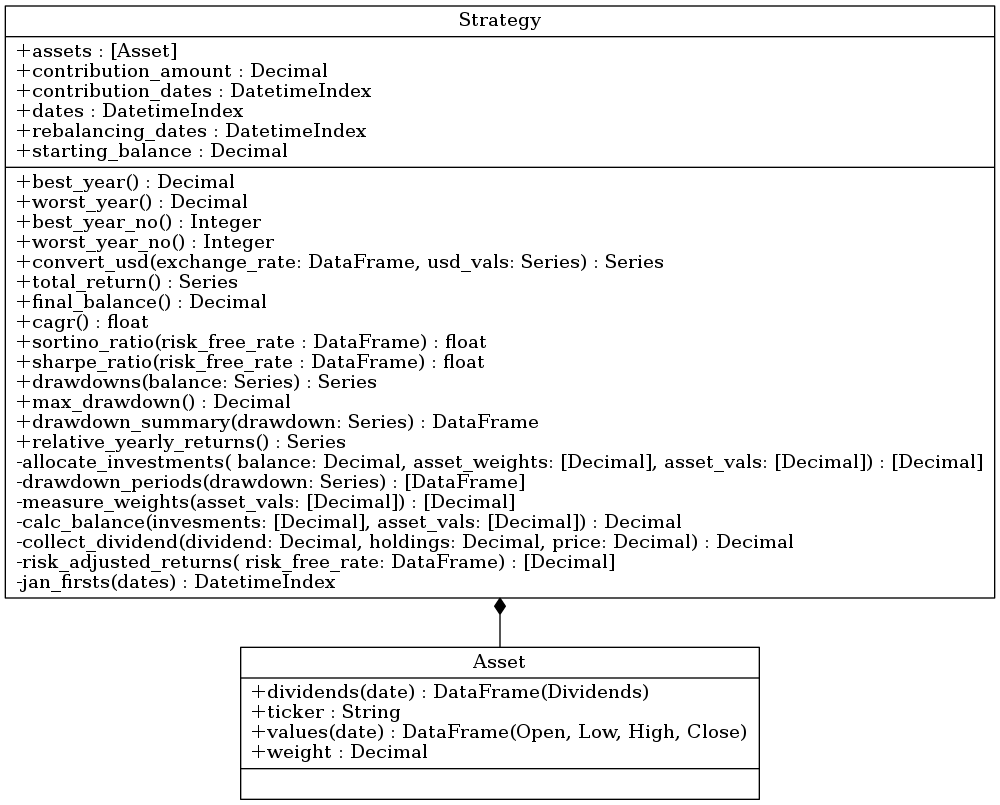 Strategy
+assets : [Asset]
+contribution_amount : Decimal
+contribution_dates : DatetimeIndex
+dates : DatetimeIndex
+rebalancing_dates : DatetimeIndex
+starting_balance : Decimal
+best_year() : Decimal
+worst_year() : Decimal
+best_year_no() : Integer
+worst_year_no() : Integer
+convert_usd(exchange_rate: DataFrame, usd_vals: Series) : Series
+total_return() : Series
+final_balance() : Decimal
+cagr() : float
+sortino_ratio(risk_free_rate : DataFrame) : float
+sharpe_ratio(risk_free_rate : DataFrame) : float
+drawdowns(balance: Series) : Series
+max_drawdown() : Decimal
+drawdown_summary(drawdown: Series) : DataFrame
+relative_yearly_returns() : Series
-allocate_investments( balance: Decimal, asset_weights: [Decimal], asset_vals: [Decimal]) : [Decimal]
-drawdown_periods(drawdown: Series) : [DataFrame]
-measure_weights(asset_vals: [Decimal]) : [Decimal]
-calc_balance(invesments: [Decimal], asset_vals: [Decimal]) : Decimal
-collect_dividend(dividend: Decimal, holdings: Decimal, price: Decimal) : Decimal
-risk_adjusted_returns( risk_free_rate: DataFrame) : [Decimal]
-jan_firsts(dates) : DatetimeIndex
Asset
+dividends(date) : DataFrame(Dividends)
+ticker : String
+values(date) : DataFrame(Open, Low, High, Close)
+weight : Decimal